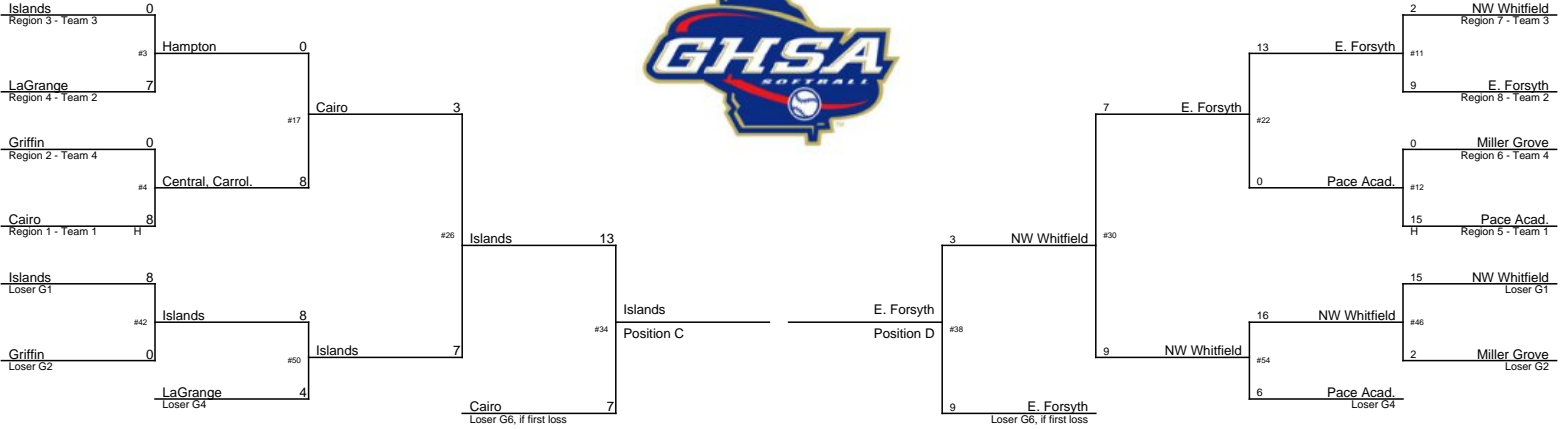 Islands 0
Region 3 - Team 3
#3
Hampton 0
LaGrange 7
Region 4 - Team 2
#17
Cairo 3
Griffin 0
Region 2 - Team 4
#4
Central, Carrol. 8
Cairo 8
Region 1 - Team 1 H
#26
Islands 13
Islands 8
Loser G1
#42
Islands 8
Griffin 0
Loser G2
#50
Islands 7
LaGrange 4
Loser G4
#34
Islands
Position C
Cairo 7
Loser G6, if first loss
GHSA
SOFTBALL
TM
2 NW Whitfield
Region 7 - Team 3
13 E. Forsyth
#11
9 E. Forsyth
Region 8 - Team 2
7 E. Forsyth
#22
0 Miller Grove
Region 6 - Team 4
0 Pace Acad.
#12
15 Pace Acad.
H Region 5 - Team 1
3 NW Whitfield
#30
15 NW Whitfield
Loser G1
16 NW Whitfield
#46
2 Miller Grove
Loser G2
9 NW Whitfield
#54
6 Pace Acad.
Loser G4
E. Forsyth
Position D
#38
9 E. Forsyth
Loser G6, if first loss